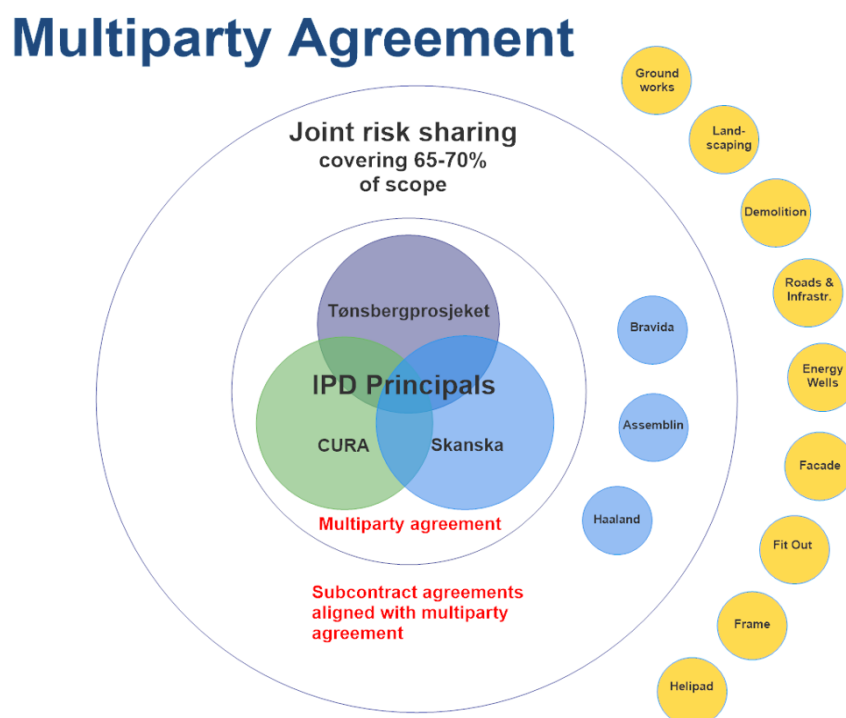 Multiparty Agreement
Joint risk sharing
covering 65-70%
of scope
Tønsbergprosjeket
IPD Principals
CURA
Skanska
Multiparty agreement
Subcontract agreements
aligned with multiparty
agreement
Bravida
Assemblin
Haaland
Ground
works
Land-
scaping
Demolition
Roads &
Infrastr.
Energy
Wells
Facade
Fit Out
Frame
Helipad